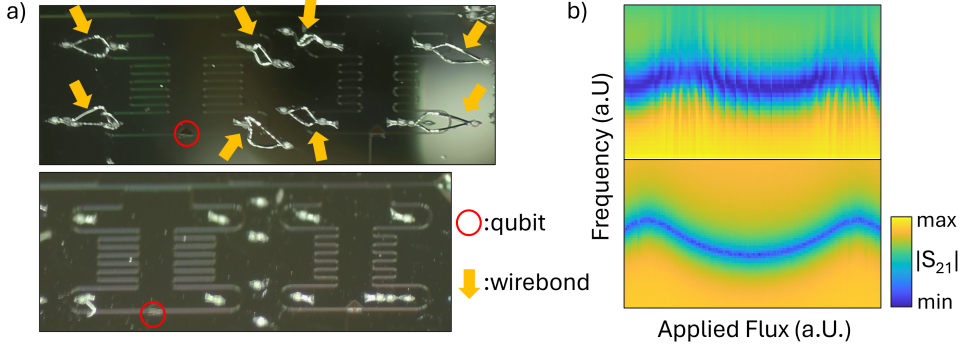 a)
:qubit
:wirebond
b)
Frequency (a.U)
Applied Flux (a.U.)
max
|S21|
min